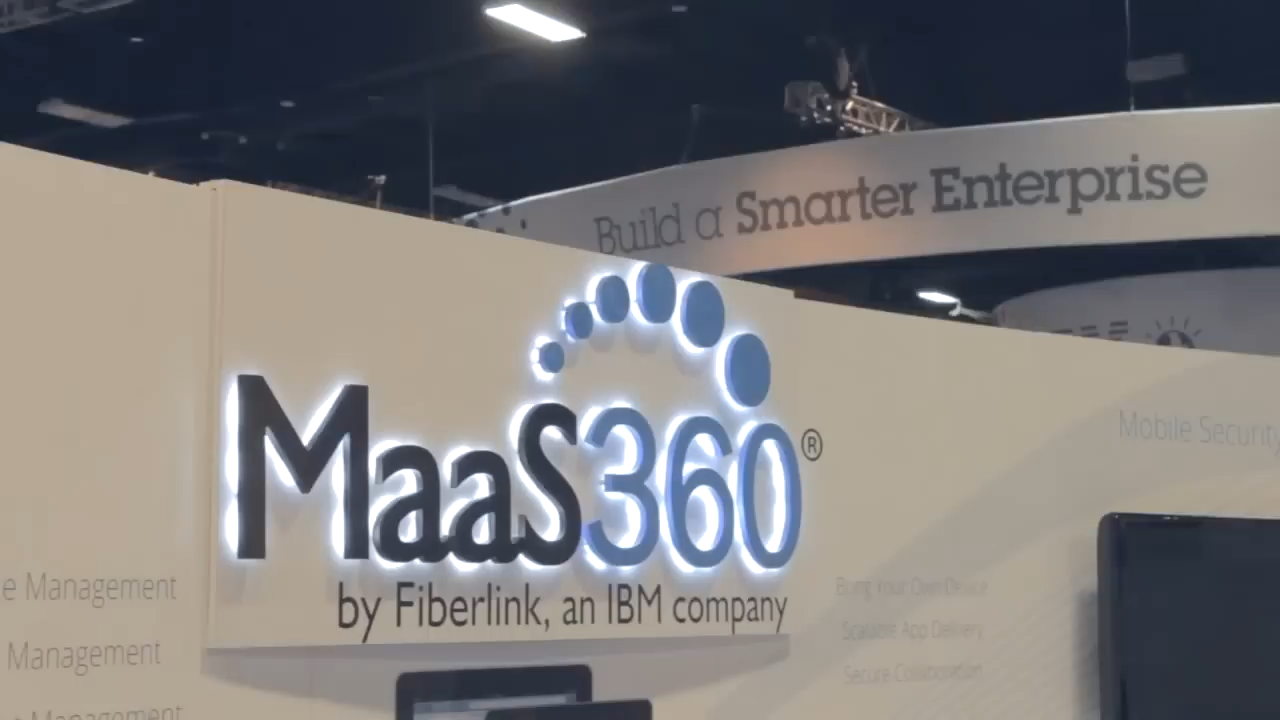 Build a Smarter Enterprise
MaaS360®
by Fiberlink, an IBM company
Mobile Security
e Management
Management
Management
Bring Your Own Device
Scalable App Delivery
Secure Collaboration